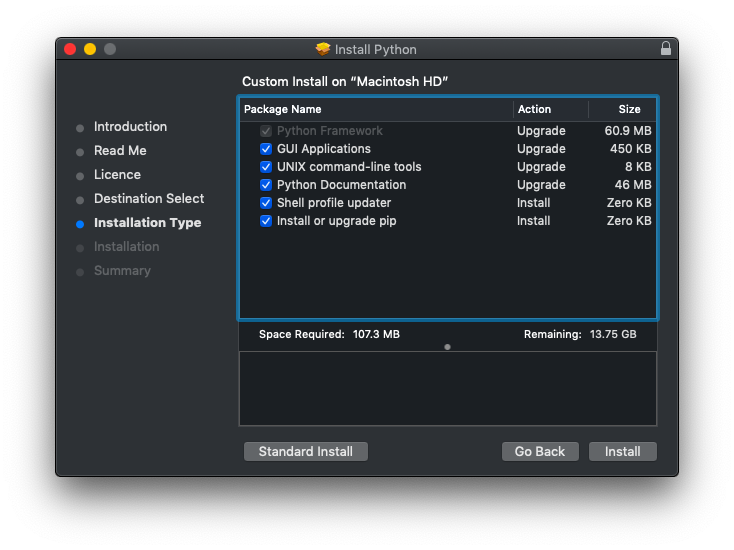 Install Python
Custom Install on “Macintosh HD”
Introduction
Read Me
Licence
Destination Select
Installation Type
Installation
Summary
Package Name Action Size
Python Framework Upgrade 60.9 MB
GUI Applications Upgrade 450 KB
UNIX command-line tools Upgrade 8 KB
Python Documentation Upgrade 46 MB
Shell profile updater Install Zero KB
Install or upgrade pip Install Zero KB
Space Required: 107.3 MB Remaining: 13.75 GB
Standard Install Go Back Install